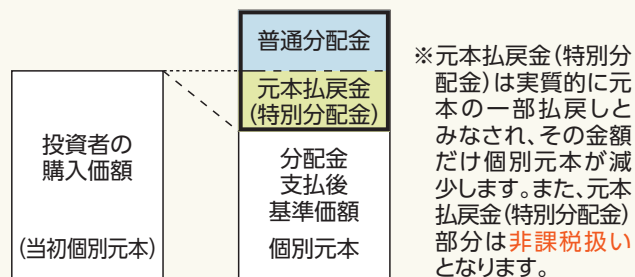 投資者の
購入価額
(当初個別元本)
普通分配金
元本払戻金
(特別分配金)
分配金
支払後
基準価額
個別元本
※元本払戻金(特別分
配金)は実質的に元
本の一部払戻しと
みなされ、その金額
だけ個別元本が減
少します。また、元本
払戻金(特別分配金)
部分は非課税扱い
となります。